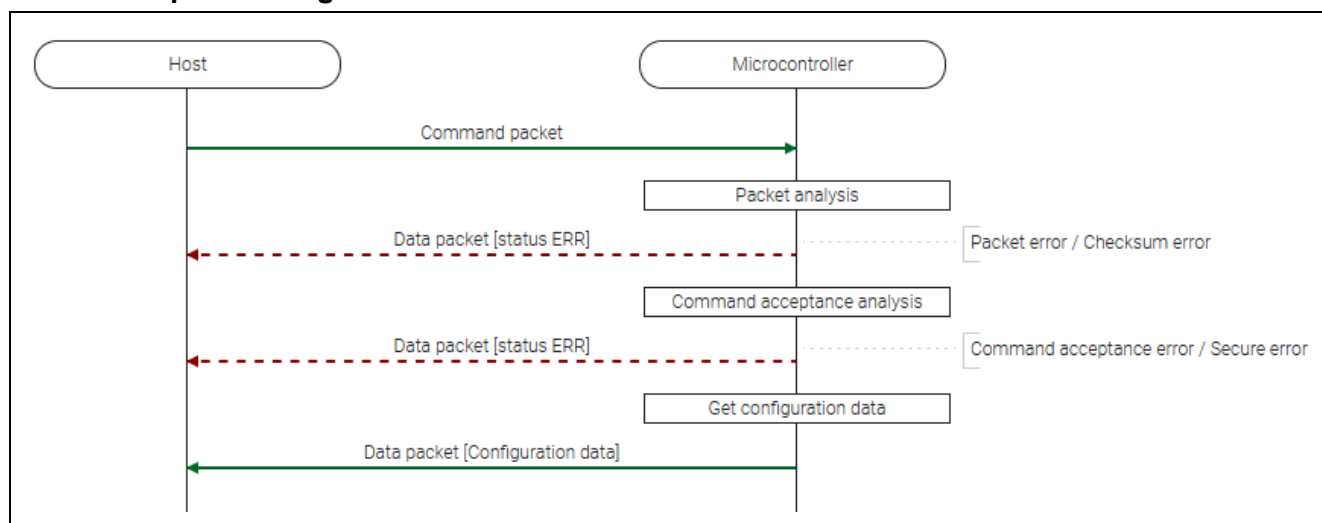 Host
Microcontroller
Command packet
Packet analysis
Data packet [status ERR]
Packet error / Checksum error
Command acceptance analysis
Data packet [status ERR]
Command acceptance error / Secure error
Get configuration data
Data packet [Configuration data]